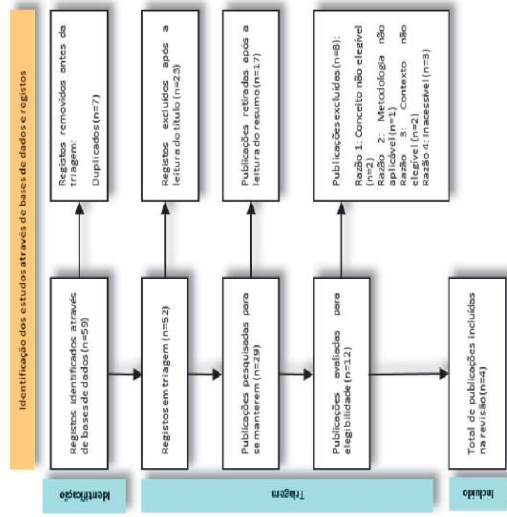 Identificação dos estudos através de bases de dados e registos
Identificação
Registos identificados através
de bases de dados (n=59)
Registos removidos antes da
triagem:
Duplicados (n=7)
Triagem
Registos em triagem (n=52)
Registos excluídos após a
leitura do título (n=23)
Publicações pesquisadas para
se manterem (n=29)
Publicações retiradas após a
leitura do resumo (n=17)
Publicações avaliadas para
elegibilidade (n=12)
Publicações excluídas (n=8):
Razão 1: Conceito não elegível
(n=2)
Razão 2: Metodologia não
aplicável (n=1)
Razão 3: Contexto não
elegível (n=2)
Razão 4: Inacessível (n=3)
Incluído
Total de publicações incluídas
na revisão (n=4)